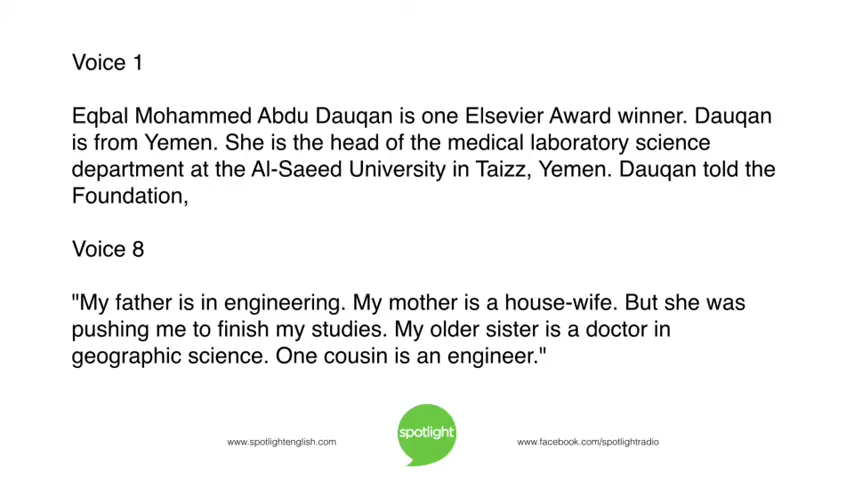 Voice 1
Eqbal Mohammed Abdu Dauqan is one Elsevier Award winner. Dauqan
is from Yemen. She is the head of the medical laboratory science
department at the Al-Saeed University in Taizz, Yemen. Dauqan told the
Foundation,
Voice 8
"My father is in engineering. My mother is a house-wife. But she was
pushing me to finish my studies. My older sister is a doctor in
geographic science. One cousin is an engineer."
spotlight
www.spotlightenglish.com
www.facebook.com/spotlightradio